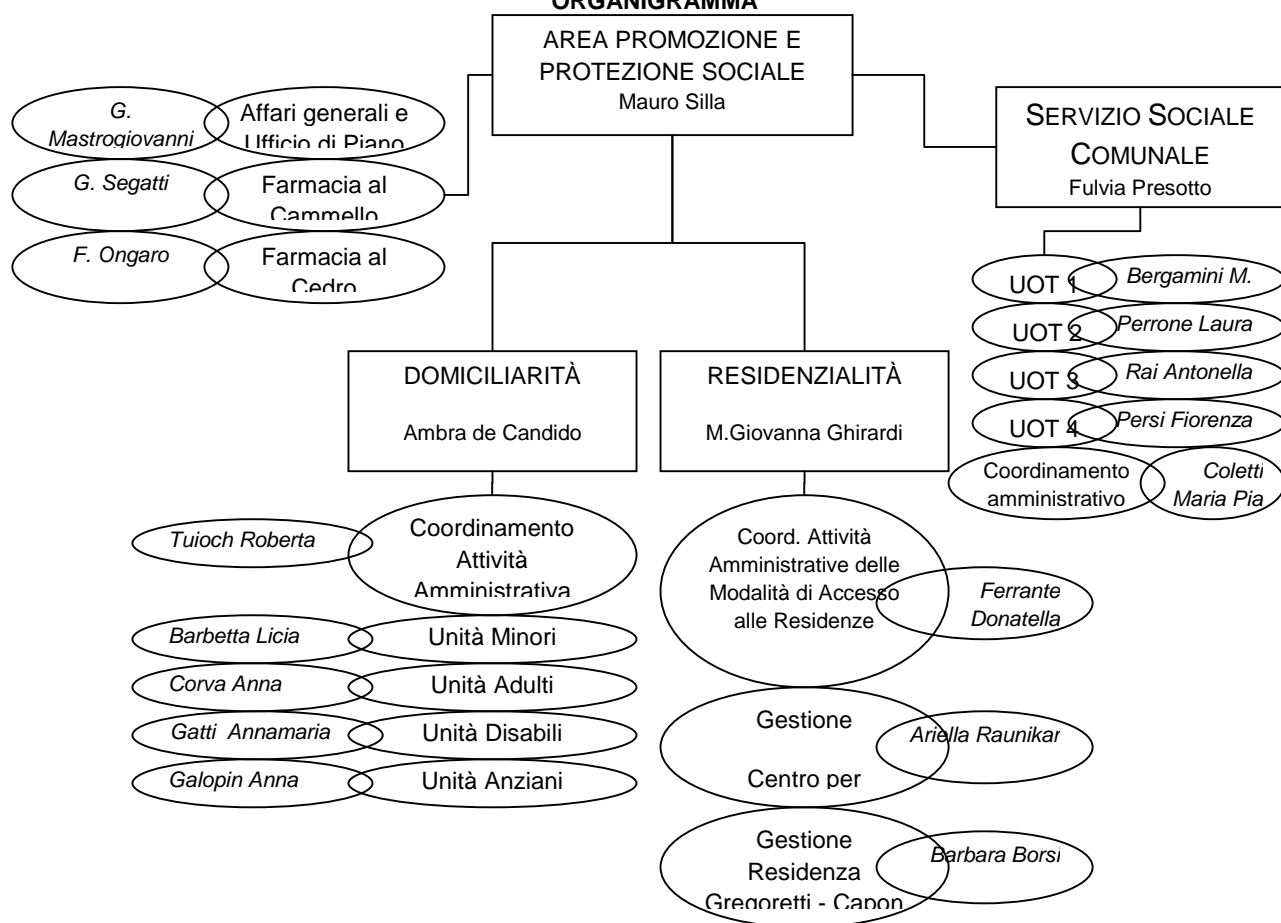 ORGANIGRAMMA
AREA PROMOZIONE E
PROTEZIONE SOCIALE
Mauro Silla
G.
Mastrogiovanni
Affari generali e
Ufficio di Piano
G. Segatti
Farmacia al
Cammello
F. Ongaro
Farmacia al
Cedro
SERVIZIO SOCIALE
COMUNALE
Fulvia Presotto
UOT 1
Bergamini M.
UOT 2
Perrone Laura
UOT 3
Rai Antonella
UOT 4
Persi Fiorenza
Coordinamento
amministrativo
Coletti
Maria Pia
DOMICILIARITÀ
Ambra de Candido
Tuioch Roberta
Coordinamento
Attività
Amministrativa
Barbetta Licia
Unità Minori
Corva Anna
Unità Adulti
Gatti Annamaria
Unità Disabili
Galopin Anna
Unità Anziani
RESIDENZIALITÀ
M.Giovanna Ghirardi
Coord. Attività
Amministrative delle
Modalità di Accesso
alle Residenze
Ferrante
Donatella
Gestione
Centro per
Ariella Raunikar
Gestione
Residenza
Gregoretti - Capon
Barbara Borsi